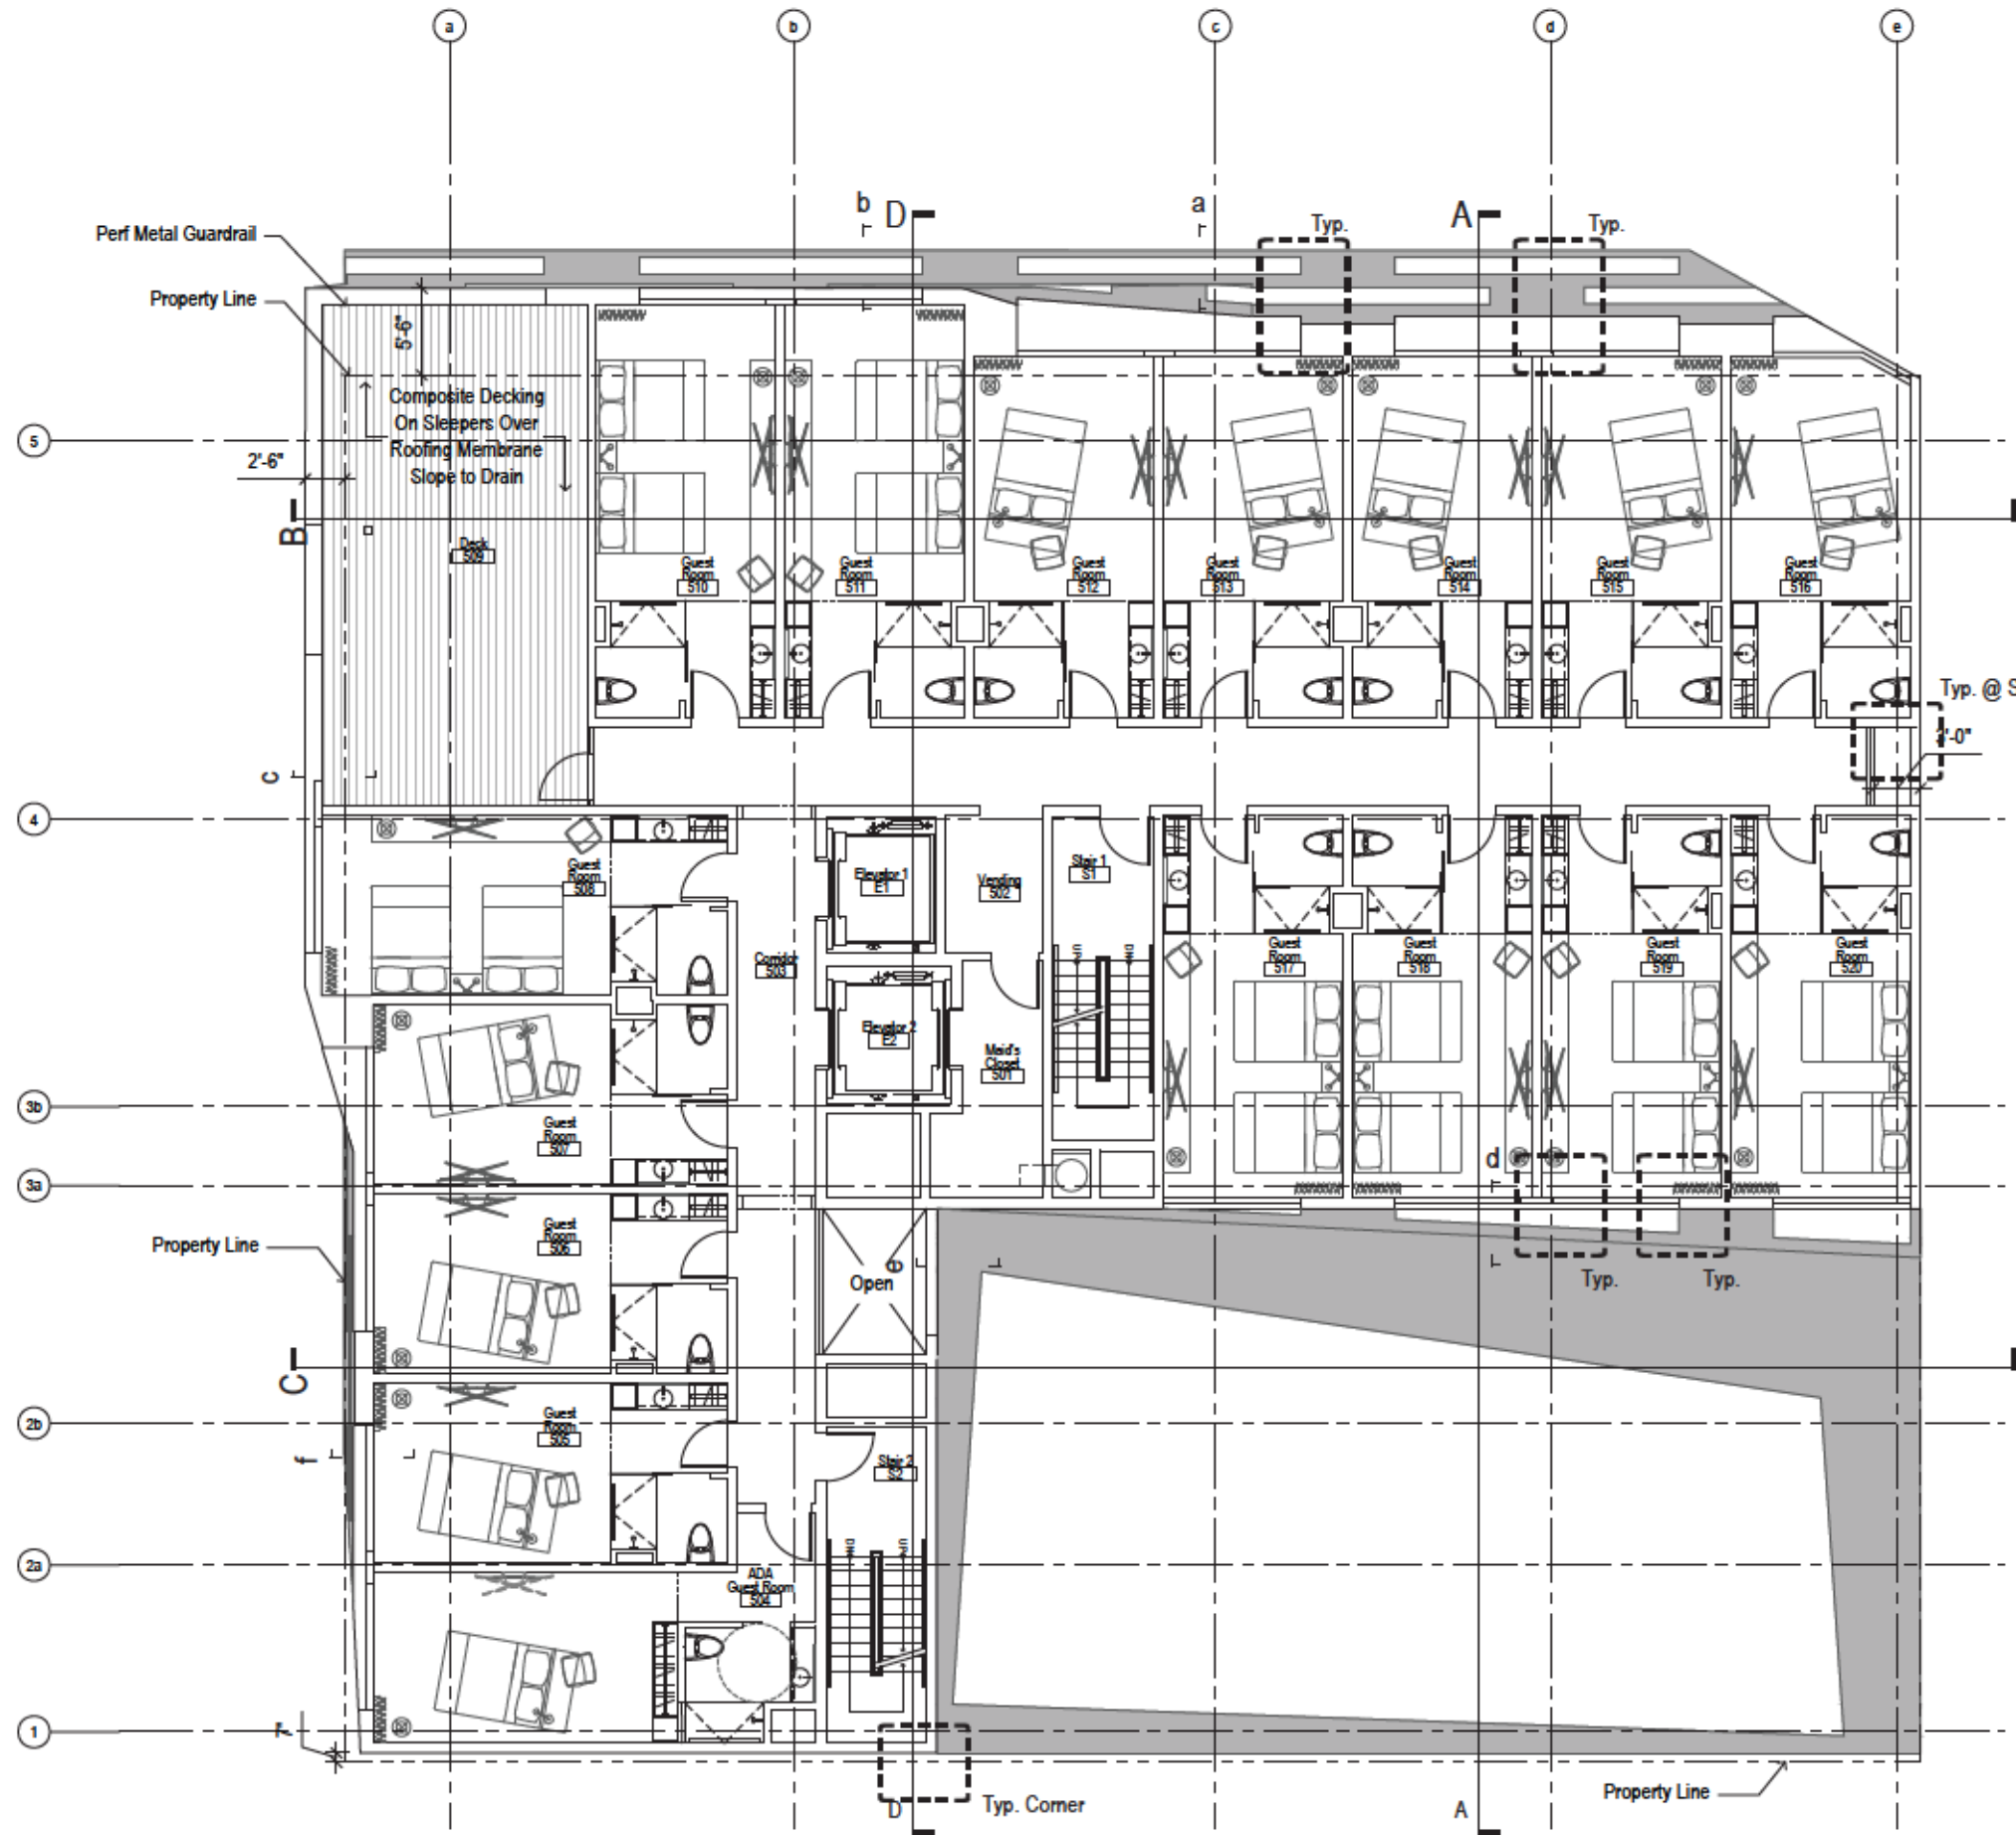 a
b
c
d
e
b
D
a
A
Typ.
Typ.
Perf Metal Guardrail
Property Line
5'-6"
Composite Decking
On Sleepers Over
Roofing Membrane
Slope to Drain
5
2'-6"
B
Deck
509
Guest
Room
510
Guest
Room
511
Guest
Room
512
Guest
Room
513
Guest
Room
514
Guest
Room
515
Guest
Room
516
Typ. @ S
3'-0"
c
4
Guest
Room
508
Elevator 1
E1
Vending
502
Stair 1
S1
Corridor
503
UP
DN
Guest
Room
517
Guest
Room
518
Guest
Room
519
Guest
Room
520
Elevator 2
E2
Maid's
Closet
501
3b
Guest
Room
507
d
3a
Guest
Room
506
Property Line
Open
e
Typ.
Typ.
C
2b
Guest
Room
505
f
Stair 2
S2
DN
UP
2a
ADA
Guest Room
504
1
Property Line
D
Typ. Corner
A